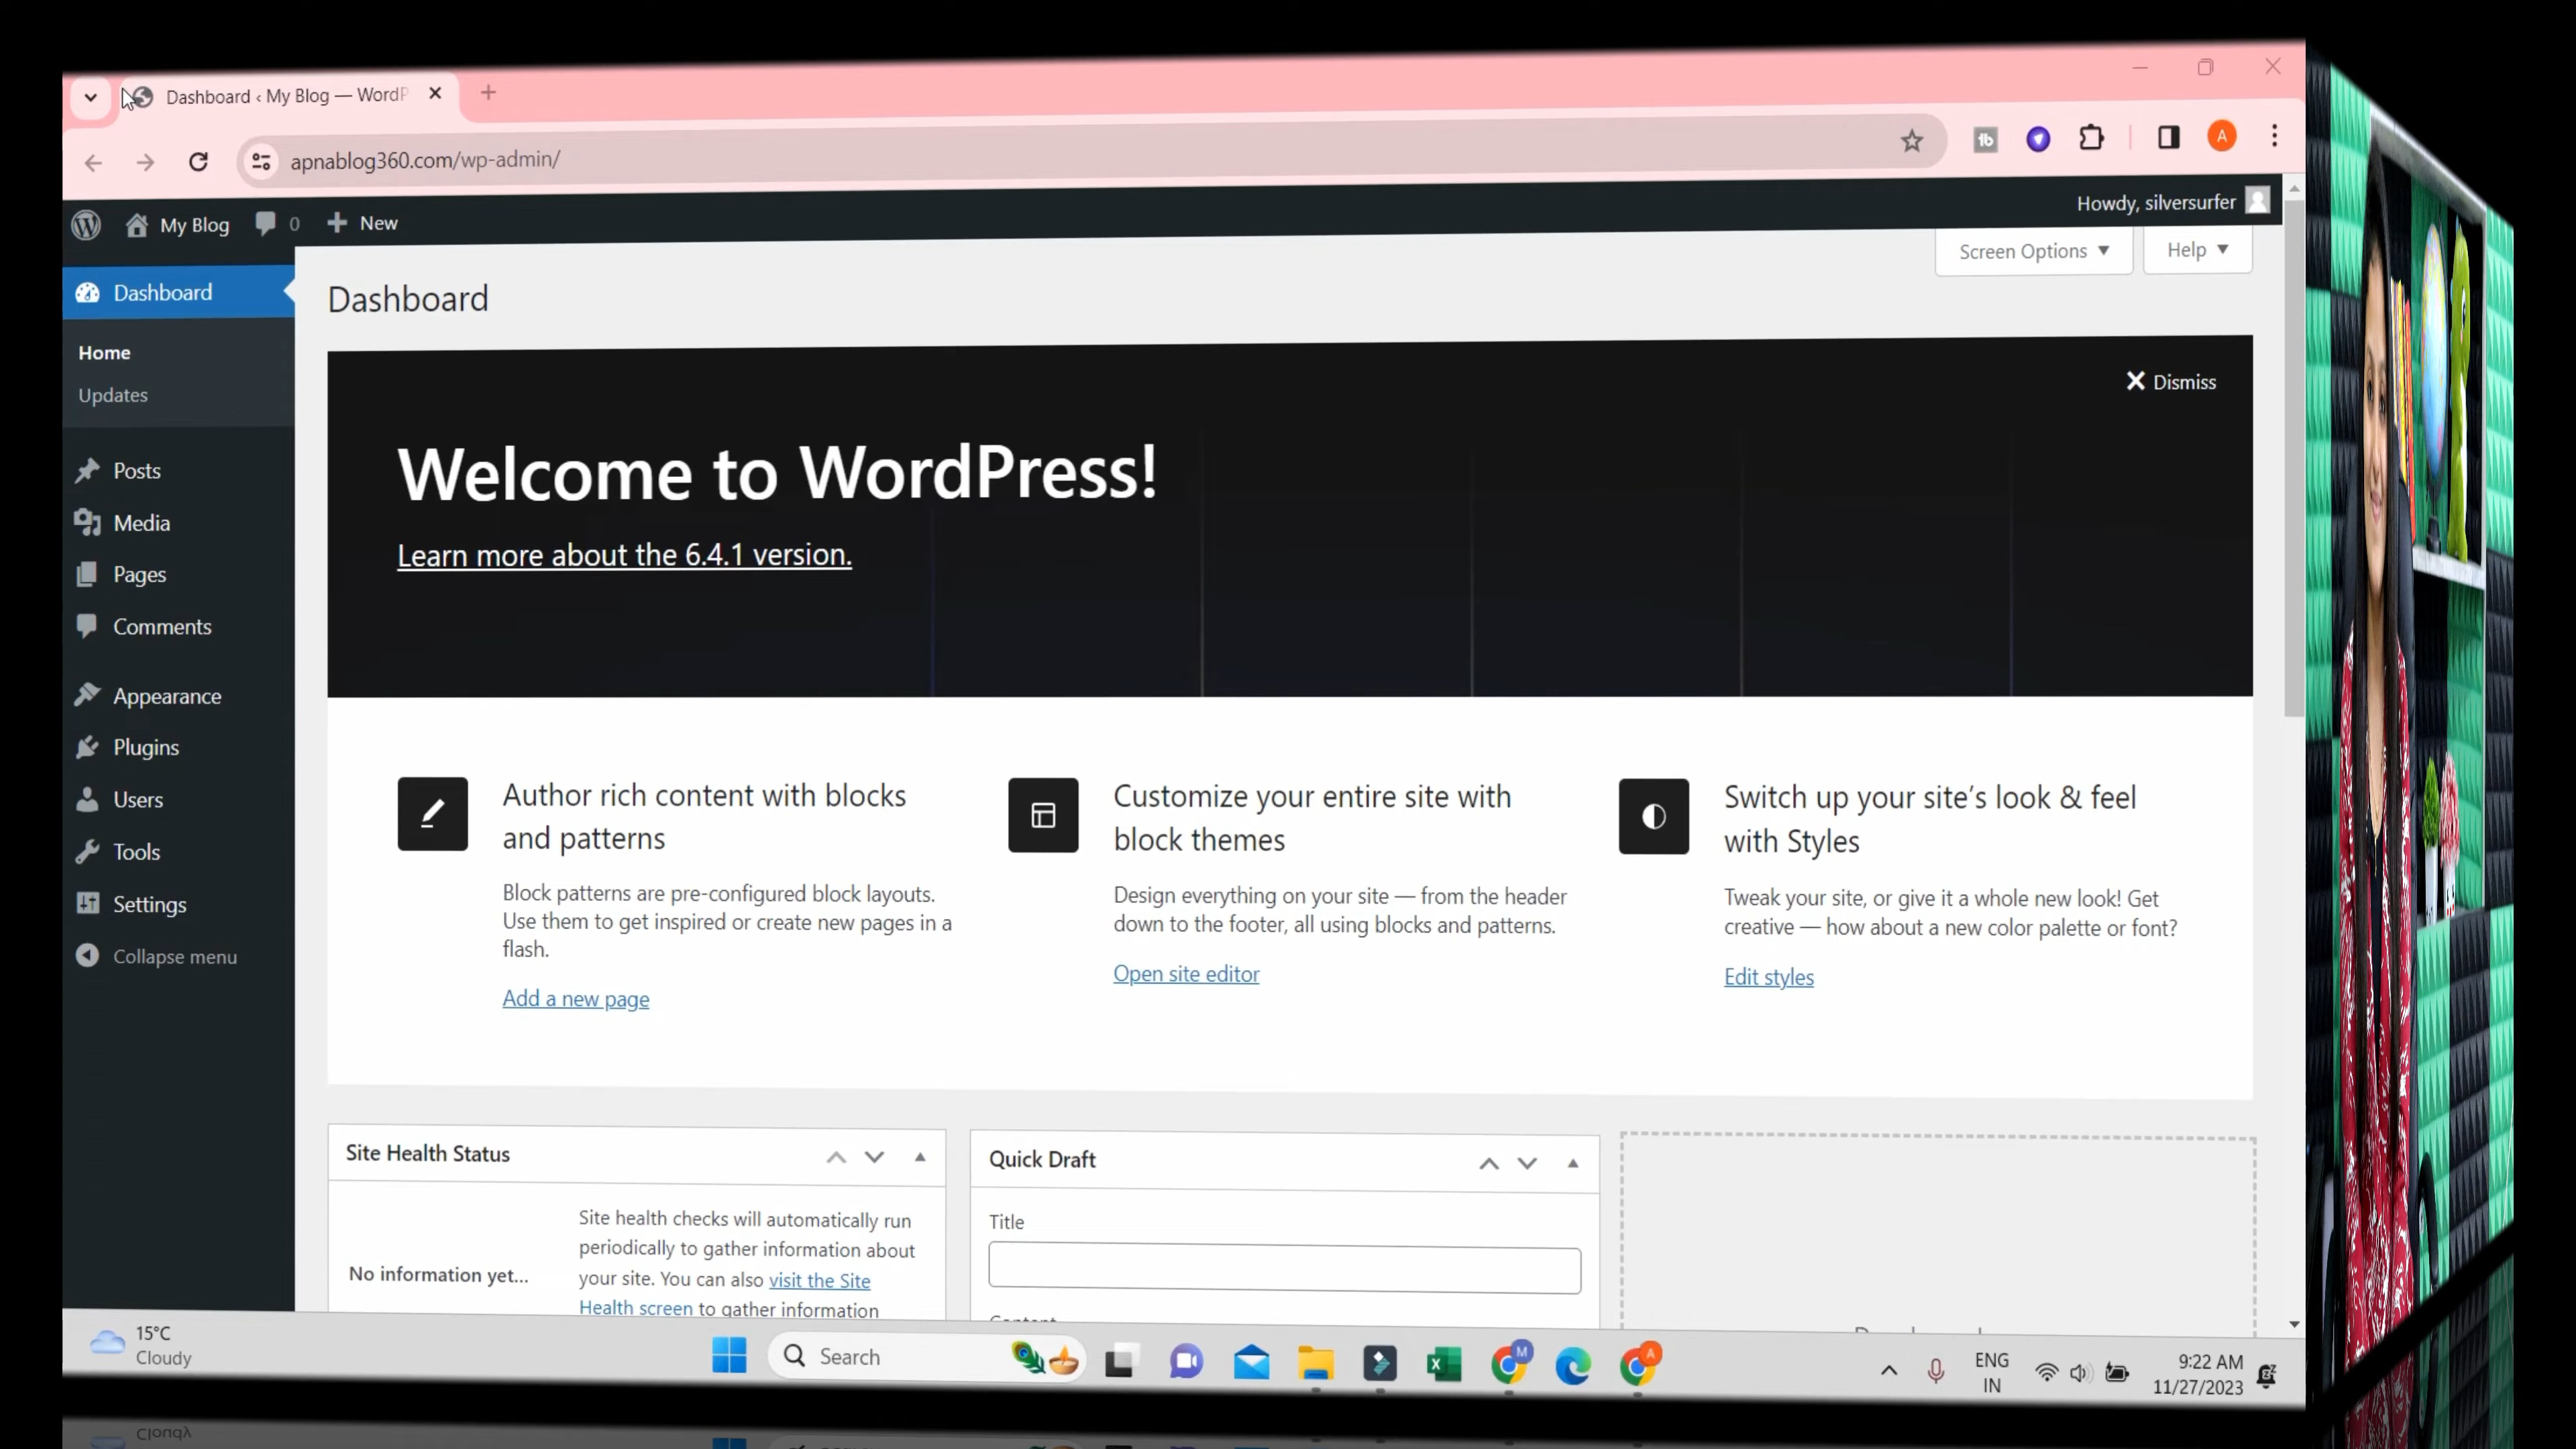 Dashboard ‹ My Blog — WordP
apnablog360.com/wp-admin/
A
My Blog 0 New
Howdy, silversurfer
Screen Options
Help
Dashboard
Home
Updates
Posts
Media
Pages
Comments
Appearance
Plugins
Users
Tools
Settings
Collapse menu
Dashboard
Dismiss
Welcome to WordPress!
Learn more about the 6.4.1 version.
Author rich content with blocks
and patterns
Block patterns are pre-configured block layouts.
Use them to get inspired or create new pages in a
flash.
Add a new page
Customize your entire site with
block themes
Design everything on your site — from the header
down to the footer, all using blocks and patterns.
Open site editor
Switch up your site’s look & feel
with Styles
Tweak your site, or give it a whole new look! Get
creative — how about a new color palette or font?
Edit styles
Site Health Status
No information yet...
Site health checks will automatically run
periodically to gather information about
your site. You can also visit the Site
Health screen to gather information
Quick Draft
Title
15°C
Cloudy
Search
M
A
ENG
IN
9:22 AM
11/27/2023